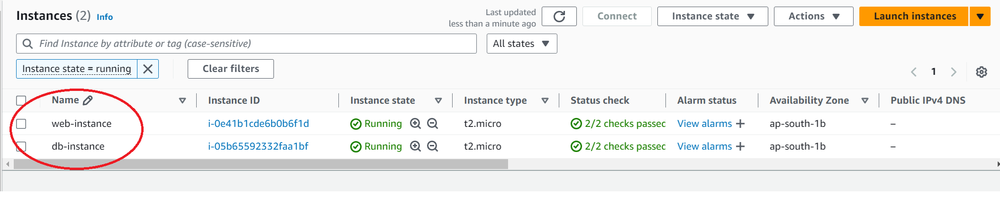 Instances (2) Info
Last updated
less than a minute ago
Connect
Instance state
Actions
Launch instances
Find Instance by attribute or tag (case-sensitive)
All states
Instance state = running
Clear filters
1
Name Instance ID Instance state Instance type Status check Alarm status Availability Zone Public IPv4 DNS
web-instance i-0e41b1cde6b0b6f1d Running t2.micro 2/2 checks passec View alarms + ap-south-1b –
db-instance i-05b65592332faa1bf Running t2.micro 2/2 checks passec View alarms + ap-south-1b –